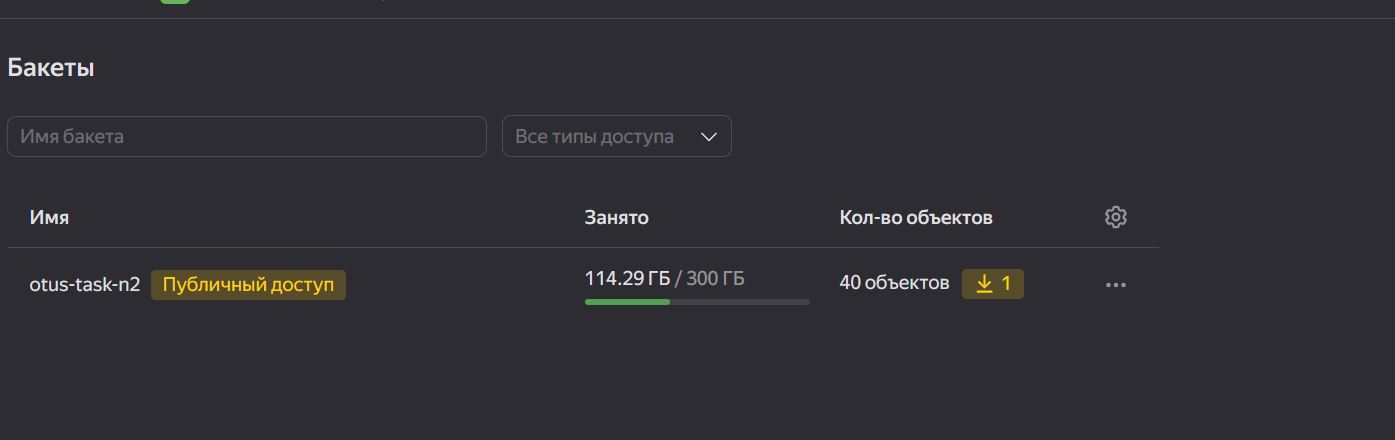 Бакеты
Имя бакета
Все типы доступа
Имя Занято Кол-во объектов
otus-task-n2 Публичный доступ 114.29 ГБ / 300 ГБ 40 объектов 1